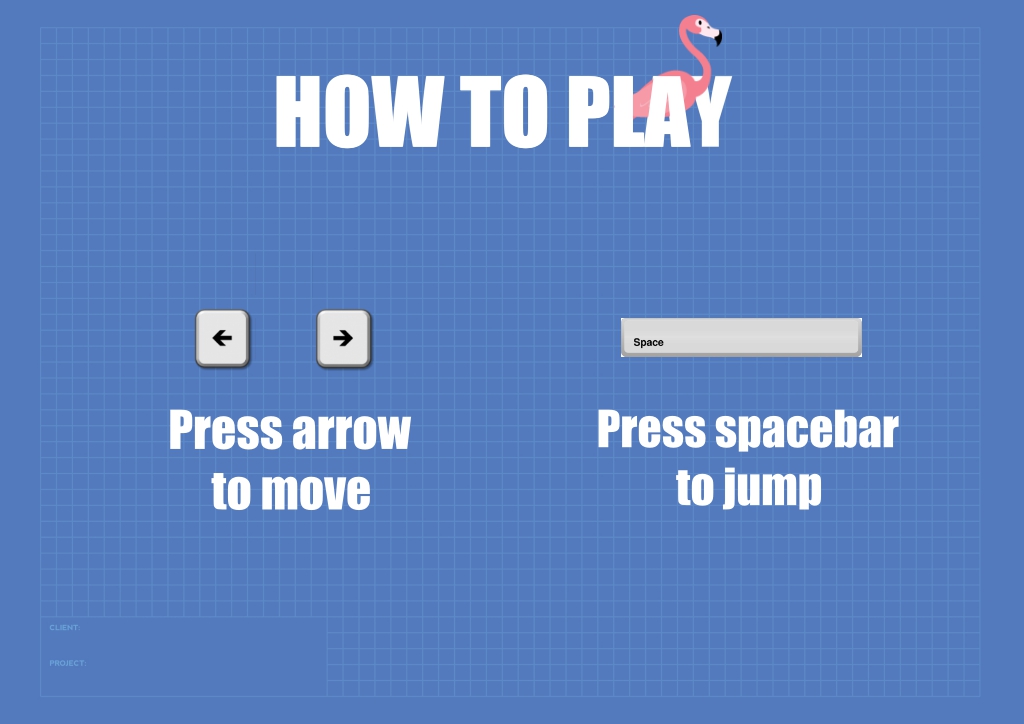 HOW TO PLAY
Space
Press arrow
to move
Press spacebar
to jump
CLIENT:
PROJECT: